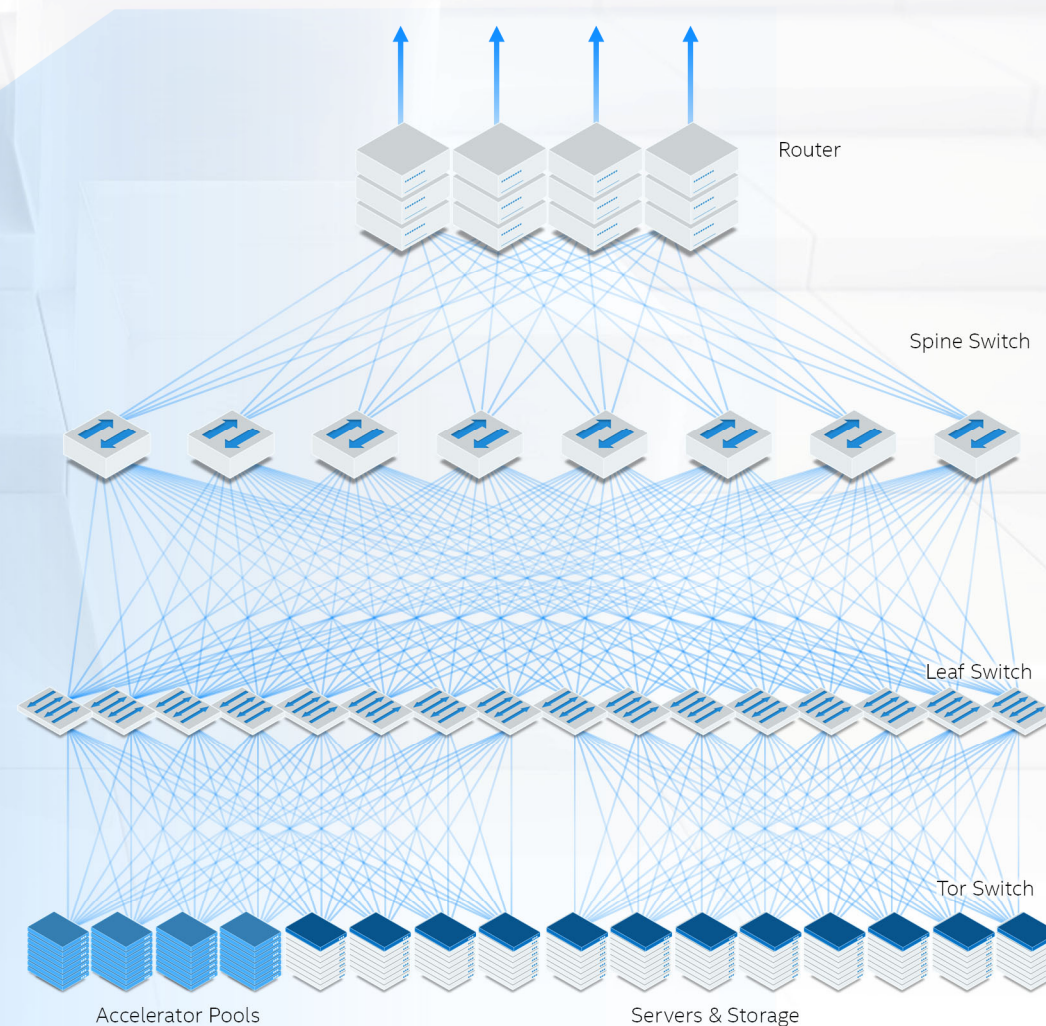 Router
Spine Switch
Leaf Switch
Tor Switch
Accelerator Pools
Servers & Storage